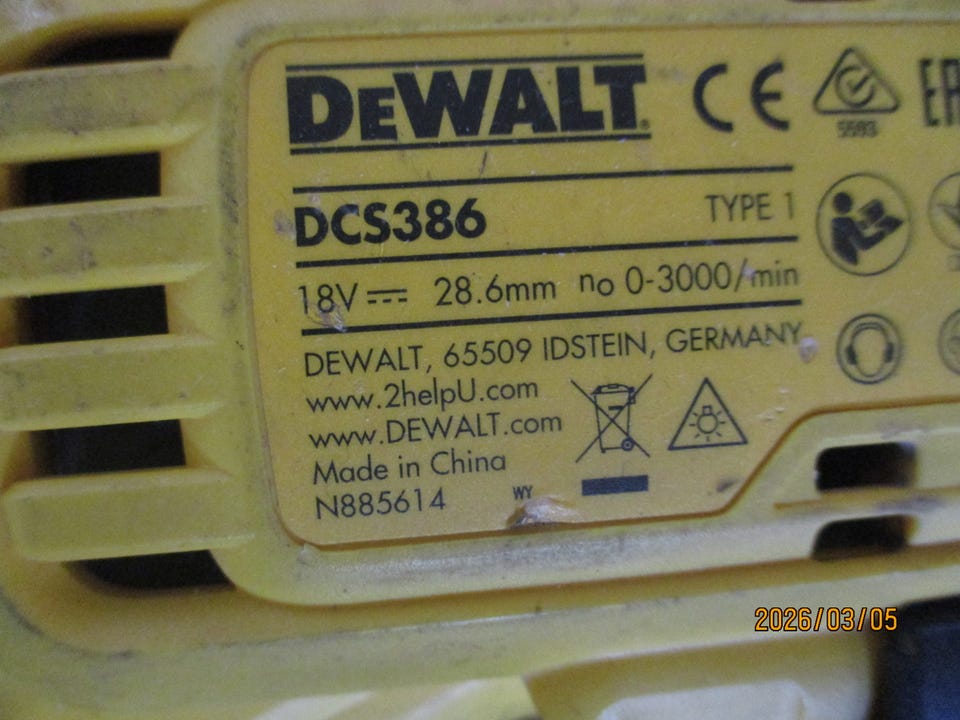 DEWALT
CE
5593
DCS386 TYPE 1
18V 28.6mm no 0-3000/min
DEWALT, 65509 IDSTEIN, GERMANY
www.2helpU.com
www.DEWALT.com
Made in China
N885614 WY
2026/03/05